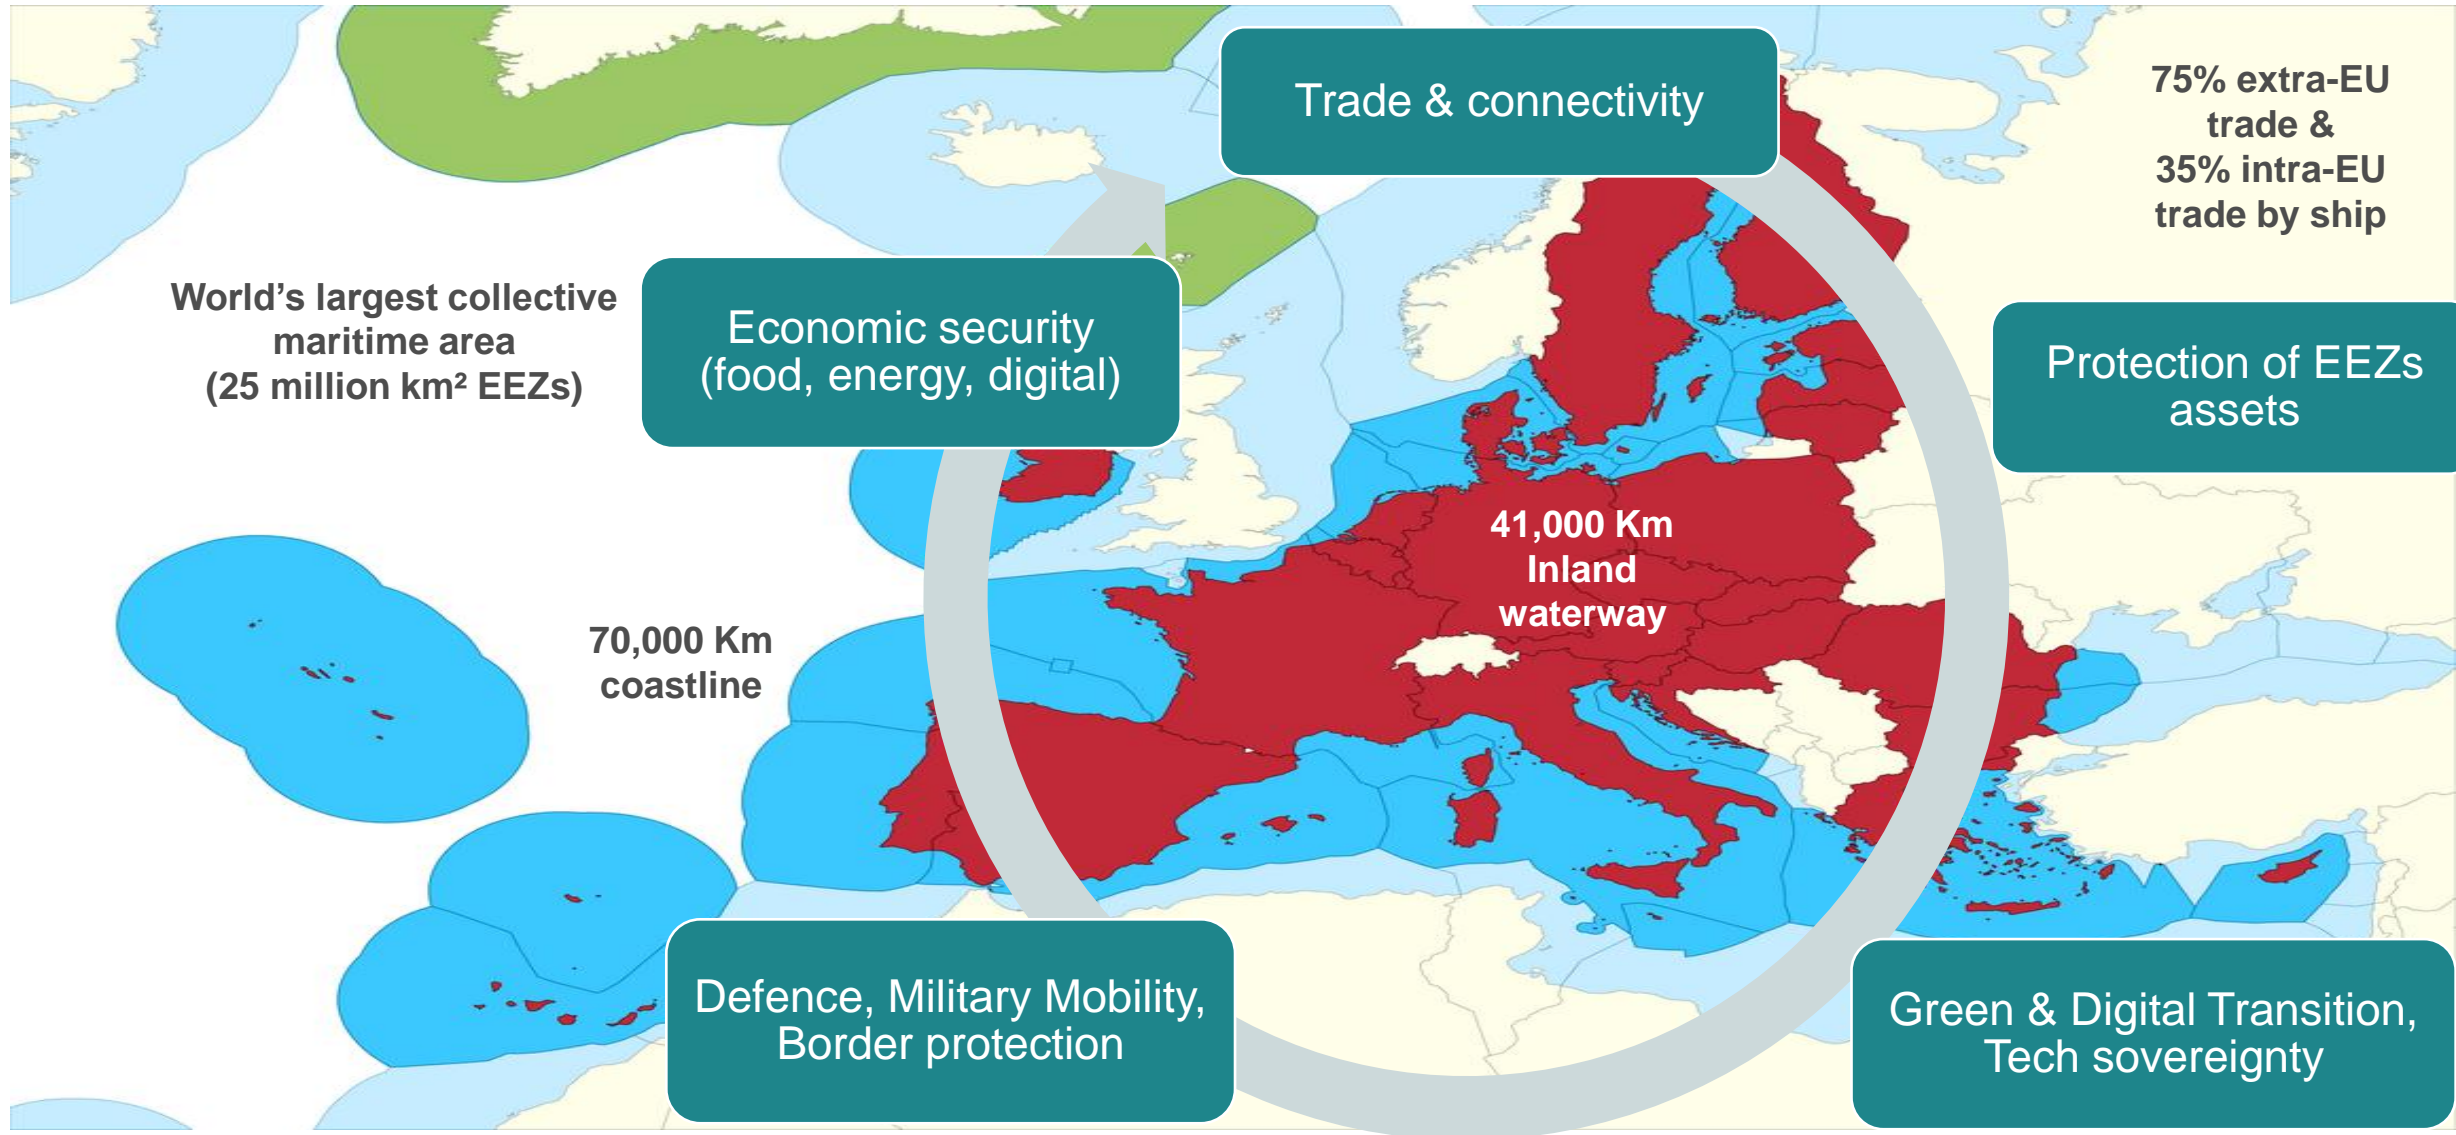 Trade & connectivity
75% extra-EU
trade &
35% intra-EU
trade by ship
World’s largest collective
maritime area
(25 million km² EEZs)
Economic security
(food, energy, digital)
Protection of EEZs
assets
41,000 Km
Inland
waterway
70,000 Km
coastline
Defence, Military Mobility,
Border protection
Green & Digital Transition,
Tech sovereignty